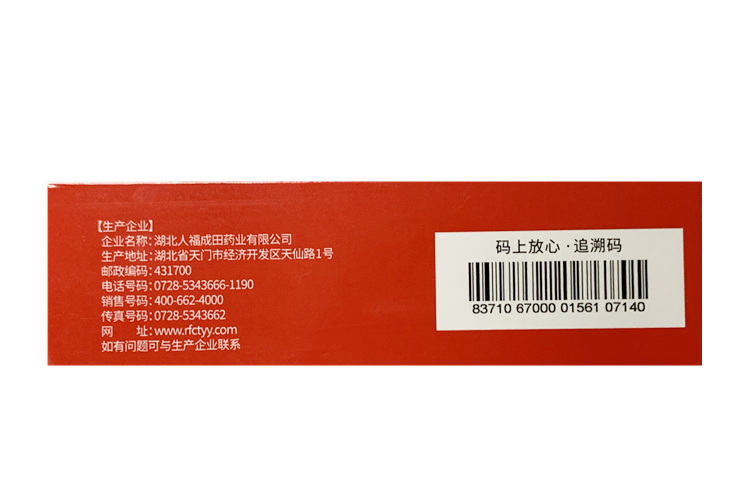 【生产企业】
企业名称：湖北人福成田药业有限公司
生产地址：湖北省天门市经济开发区天仙路1号
邮政编码：431700
电话号码：0728-5343666-1190
销售号码：400-662-4000
传真号码：0728-5343662
网　　址：www.rfctyy.com
如有问题可与生产企业联系
码上放心·追溯码
83710 67000 01561 07140